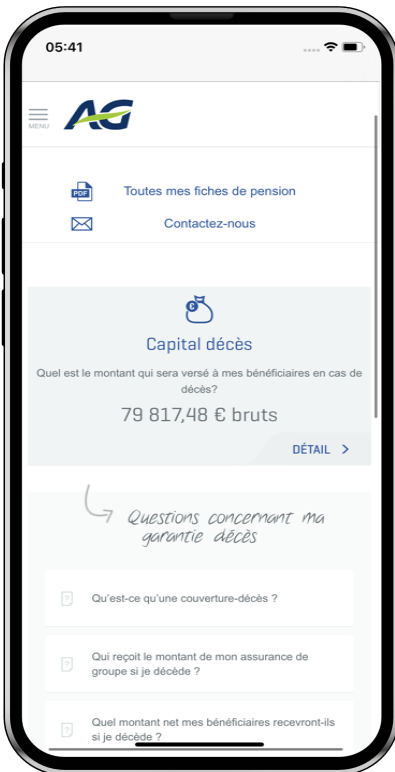 05:41
MENU
AG
PDF
Toutes mes fiches de pension
Contactez-nous
€
Capital décès
Quel est le montant qui sera versé à mes bénéficiaires en cas de
décès?
79 817,48 € bruts
DÉTAIL >
Questions concernant ma
garantie décès
? Qu'est-ce qu'une couverture-décès ?
? Qui reçoit le montant de mon assurance de
groupe si je décède ?
? Quel montant net mes bénéficiaires recevront-ils
si je décède ?